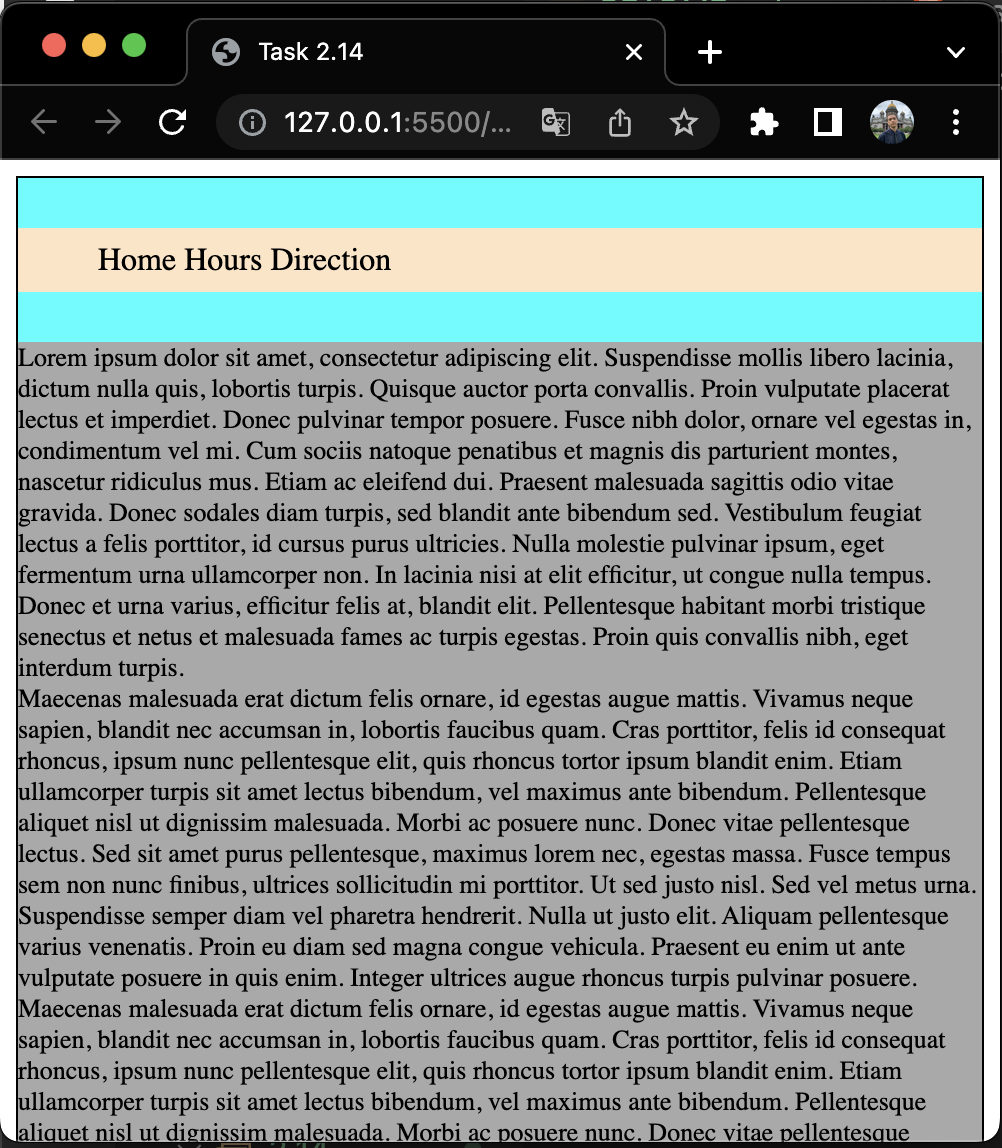 Task 2.14
127.0.0.1:5500/...
Home Hours Direction
Lorem ipsum dolor sit amet, consectetur adipiscing elit. Suspendisse mollis libero lacinia,
dictum nulla quis, lobortis turpis. Quisque auctor porta convallis. Proin vulputate placerat
lectus et imperdiet. Donec pulvinar tempor posuere. Fusce nibh dolor, ornare vel egestas in,
condimentum vel mi. Cum sociis natoque penatibus et magnis dis parturient montes,
nascetur ridiculus mus. Etiam ac eleifend dui. Praesent malesuada sagittis odio vitae
gravida. Donec sodales diam turpis, sed blandit ante bibendum sed. Vestibulum feugiat
lectus a felis porttitor, id cursus purus ultricies. Nulla molestie pulvinar ipsum, eget
fermentum urna ullamcorper non. In lacinia nisi at elit efficitur, ut congue nulla tempus.
Donec et urna varius, efficitur felis at, blandit elit. Pellentesque habitant morbi tristique
senectus et netus et malesuada fames ac turpis egestas. Proin quis convallis nibh, eget
interdum turpis.
Maecenas malesuada erat dictum felis ornare, id egestas augue mattis. Vivamus neque
sapien, blandit nec accumsan in, lobortis faucibus quam. Cras porttitor, felis id consequat
rhoncus, ipsum nunc pellentesque elit, quis rhoncus tortor ipsum blandit enim. Etiam
ullamcorper turpis sit amet lectus bibendum, vel maximus ante bibendum. Pellentesque
aliquet nisl ut dignissim malesuada. Morbi ac posuere nunc. Donec vitae pellentesque
lectus. Sed sit amet purus pellentesque, maximus lorem nec, egestas massa. Fusce tempus
sem non nunc finibus, ultrices sollicitudin mi porttitor. Ut sed justo nisl. Sed vel metus urna.
Suspendisse semper diam vel pharetra hendrerit. Nulla ut justo elit. Aliquam pellentesque
varius venenatis. Proin eu diam sed magna congue vehicula. Praesent eu enim ut ante
vulputate posuere in quis enim. Integer ultrices augue rhoncus turpis pulvinar posuere.
Maecenas malesuada erat dictum felis ornare, id egestas augue mattis. Vivamus neque
sapien, blandit nec accumsan in, lobortis faucibus quam. Cras porttitor, felis id consequat
rhoncus, ipsum nunc pellentesque elit, quis rhoncus tortor ipsum blandit enim. Etiam
ullamcorper turpis sit amet lectus bibendum, vel maximus ante bibendum. Pellentesque
aliquet nisl ut dignissim malesuada. Morbi ac posuere nunc. Donec vitae pellentesque